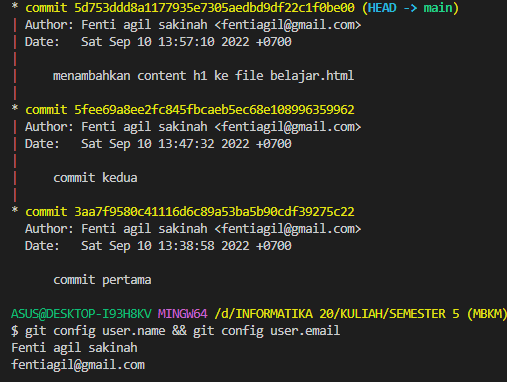 * commit 5d753ddd8a1177935e7305aedbd9df22c1f0be00 (HEAD -> main)
| Author: Fenti agil sakinah <fentiagil@gmail.com>
| Date:   Sat Sep 10 13:57:10 2022 +0700
|
|     menambahkan content h1 ke file belajar.html
|
* commit 5fee69a8ee2fc845fbcaeb5ec68e108996359962
| Author: Fenti agil sakinah <fentiagil@gmail.com>
| Date:   Sat Sep 10 13:47:32 2022 +0700
|
|     commit kedua
|
* commit 3aa7f9580c41116d6c89a53ba5b90cdf39275c22
  Author: Fenti agil sakinah <fentiagil@gmail.com>
  Date:   Sat Sep 10 13:38:58 2022 +0700

      commit pertama

ASUS@DESKTOP-I93H8KV MINGW64 /d/INFORMATIKA 20/KULIAH/SEMESTER 5 (MBKM)
$ git config user.name && git config user.email
Fenti agil sakinah
fentiagil@gmail.com